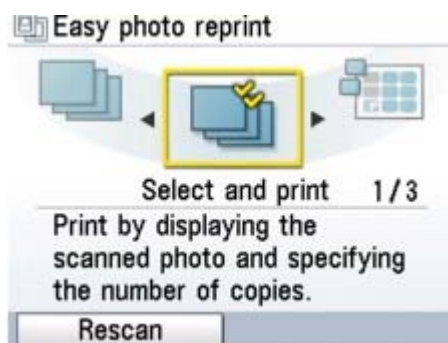 Easy photo reprint
Select and print 1/3
Print by displaying the
scanned photo and specifying
the number of copies.
Rescan